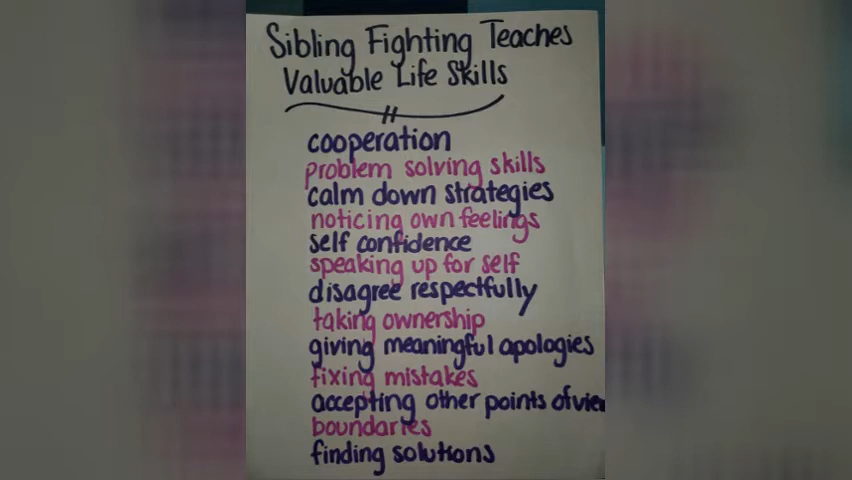 Sibling Fighting Teaches
Valuable Life Skills
cooperation
problem solving skills
calm down strategies
noticing own feelings
self confidence
speaking up for self
disagree respectfully
taking ownership
giving meaningful apologies
fixing mistakes
accepting other points of view
boundaries
finding solutions